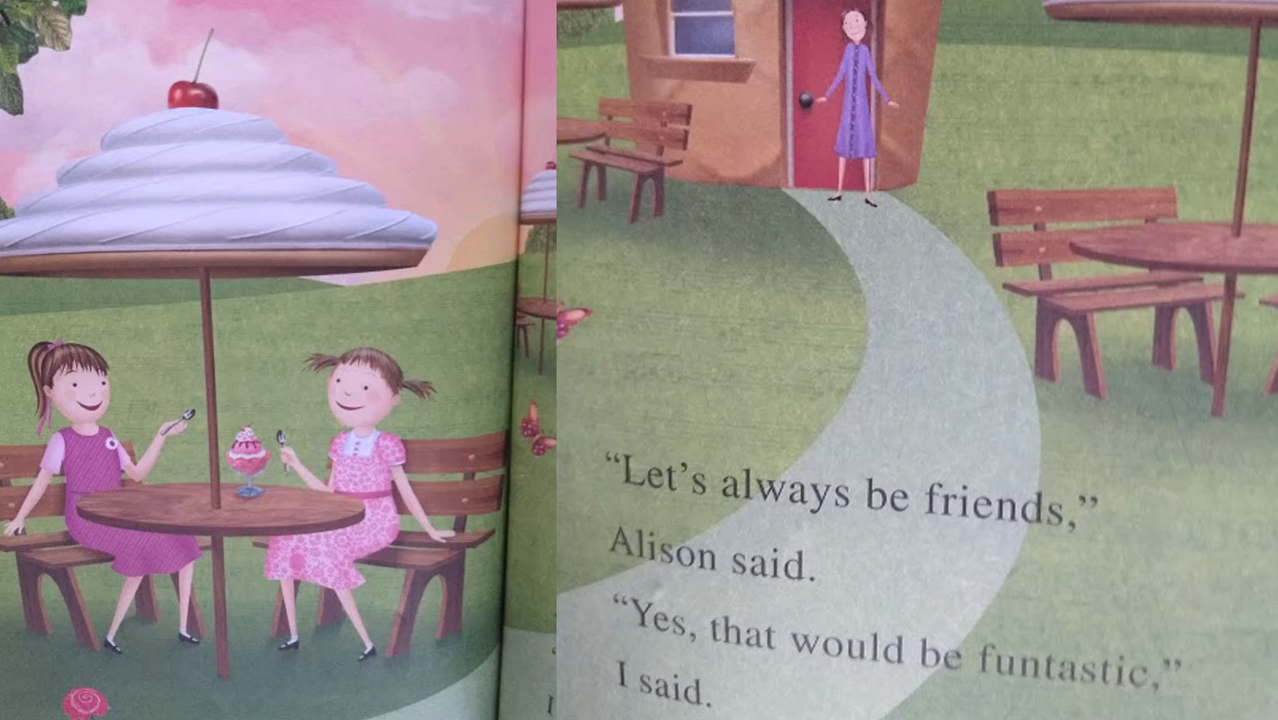 “Let’s always be friends,”
Alison said.
“Yes, that would be funtastic,”
I said.